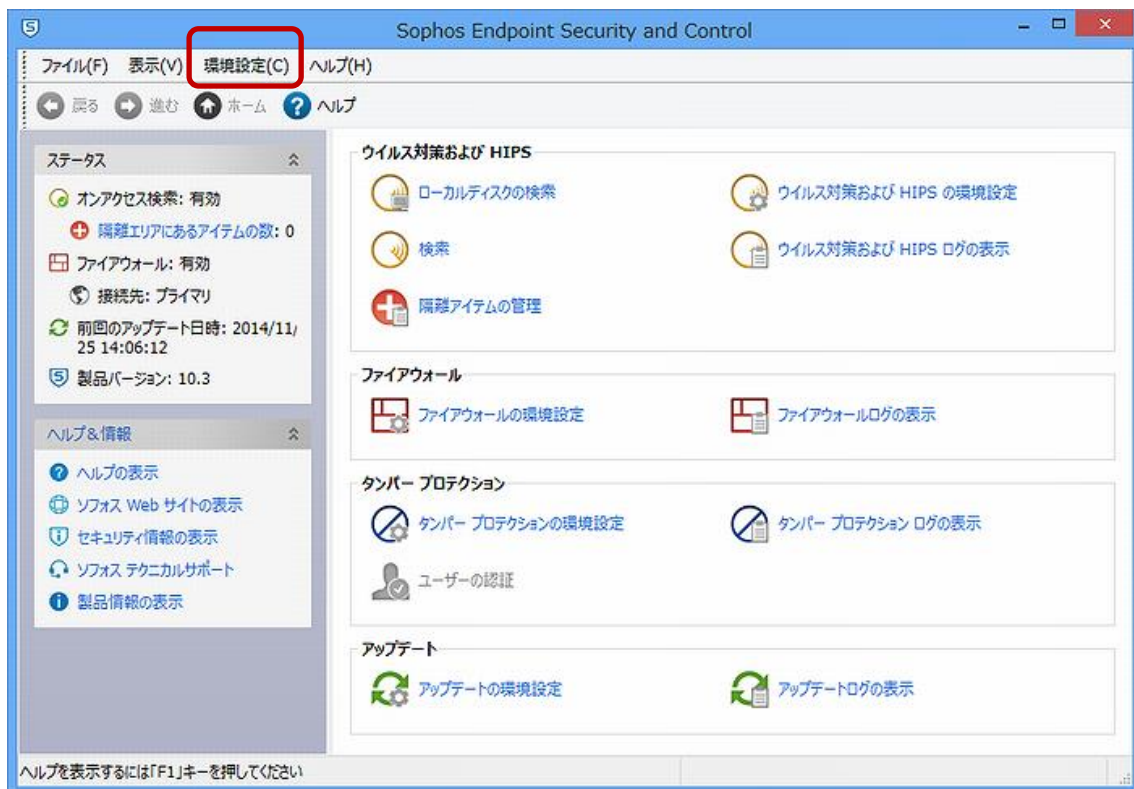 Sophos Endpoint Security and Control
ファイル(F) 表示(V) 環境設定(C) ヘルプ(H)
戻る 進む ホーム ヘルプ
ステータス
オンアクセス検索: 有効
隔離エリアにあるアイテムの数: 0
ファイアウォール: 有効
接続先: プライマリ
前回のアップデート日時: 2014/11/
25 14:06:12
製品バージョン: 10.3
ヘルプ&情報
ヘルプの表示
ソフォス Web サイトの表示
セキュリティ情報の表示
ソフォス テクニカルサポート
製品情報の表示
ウイルス対策および HIPS
ローカルディスクの検索
ウイルス対策および HIPS の環境設定
検索
ウイルス対策および HIPS ログの表示
隔離アイテムの管理
ファイアウォール
ファイアウォールの環境設定
ファイアウォールログの表示
タンパー プロテクション
タンパー プロテクションの環境設定
タンパー プロテクション ログの表示
ユーザーの認証
アップデート
アップデートの環境設定
アップデートログの表示
ヘルプを表示するには「F1」キーを押してください